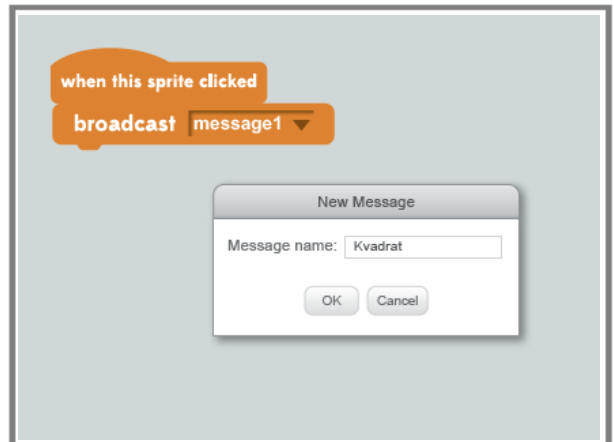 when this sprite clicked
broadcast message1
New Message
Message name: Kvadrat
OK Cancel